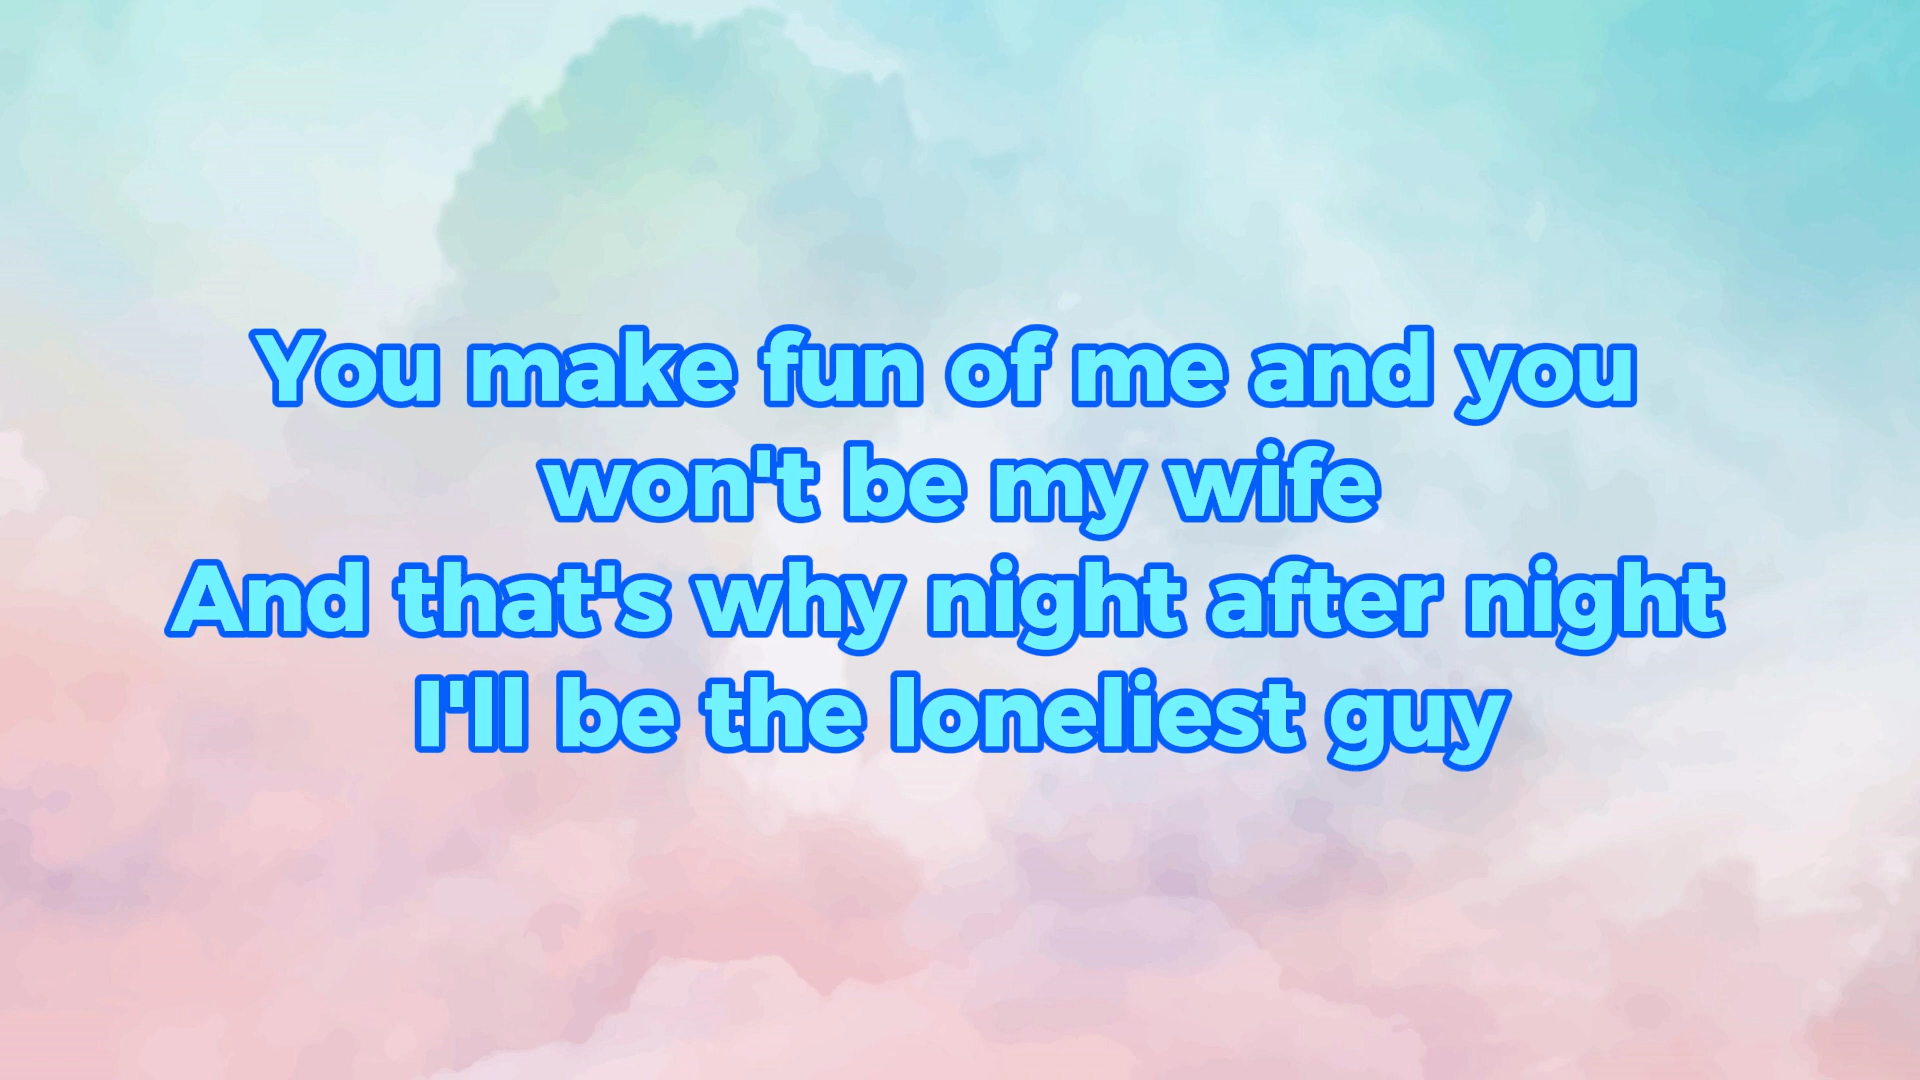 You make fun of me and you
won't be my wife
And that's why night after night
I'll be the loneliest guy